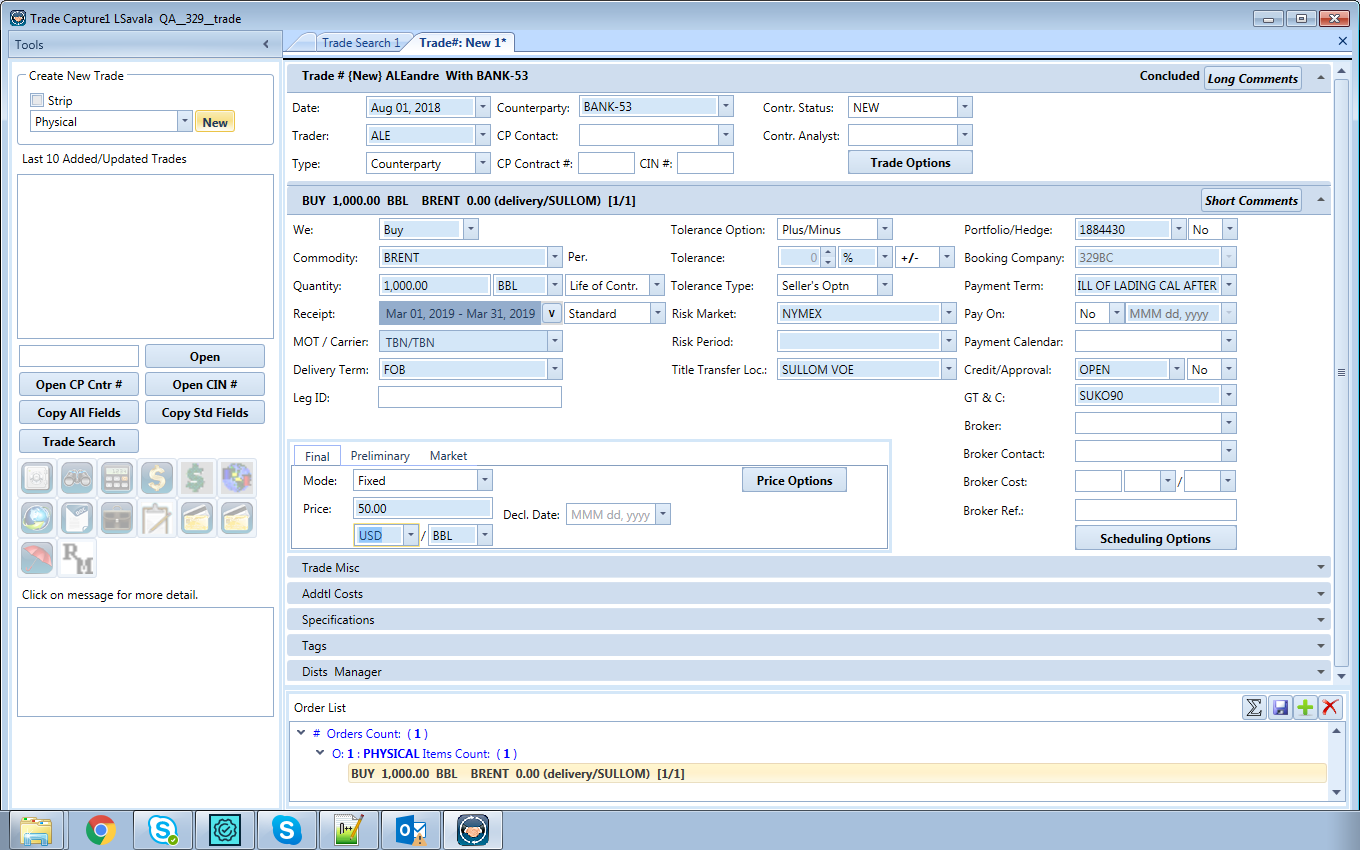 Trade Capture1 LSavala QA__329__trade
Tools
Create New Trade
Strip
Physical New
Last 10 Added/Updated Trades
Open
Open CP Cntr # Open CIN #
Copy All Fields Copy Std Fields
Trade Search
RM
Click on message for more detail.
Trade Search 1 Trade#: New 1*
Trade # {New} ALEandre With BANK-53 Concluded Long Comments
Date: Aug 01, 2018 Counterparty: BANK-53 Contr. Status: NEW
Trader: ALE CP Contact: Contr. Analyst:
Type: Counterparty CP Contract #: CIN #: Trade Options
BUY 1,000.00 BBL BRENT 0.00 (delivery/SULLOM) [1/1] Short Comments
We: Buy Tolerance Option: Plus/Minus Portfolio/Hedge: 1884430 No
Commodity: BRENT Per. Tolerance: 0 % +/- Booking Company: 329BC
Quantity: 1,000.00 BBL Life of Contr. Tolerance Type: Seller's Optn Payment Term: ILL OF LADING CAL AFTER
Receipt: Mar 01, 2019 - Mar 31, 2019 v Standard Risk Market: NYMEX Pay On: No MMM dd, yyyy
MOT / Carrier: TBN/TBN Risk Period: Payment Calendar:
Delivery Term: FOB Title Transfer Loc.: SULLOM VOE Credit/Approval: OPEN No
Leg ID: GT & C: SUKO90
Broker:
Broker Contact:
Broker Cost: /
Broker Ref.:
Scheduling Options
Final Preliminary Market
Mode: Fixed Price Options
Price: 50.00 Decl. Date: MMM dd, yyyy
USD / BBL
Trade Misc
Addtl Costs
Specifications
Tags
Dists Manager
Order List
# Orders Count: ( 1 )
O: 1 : PHYSICAL Items Count: ( 1 )
BUY 1,000.00 BBL BRENT 0.00 (delivery/SULLOM) [1/1]